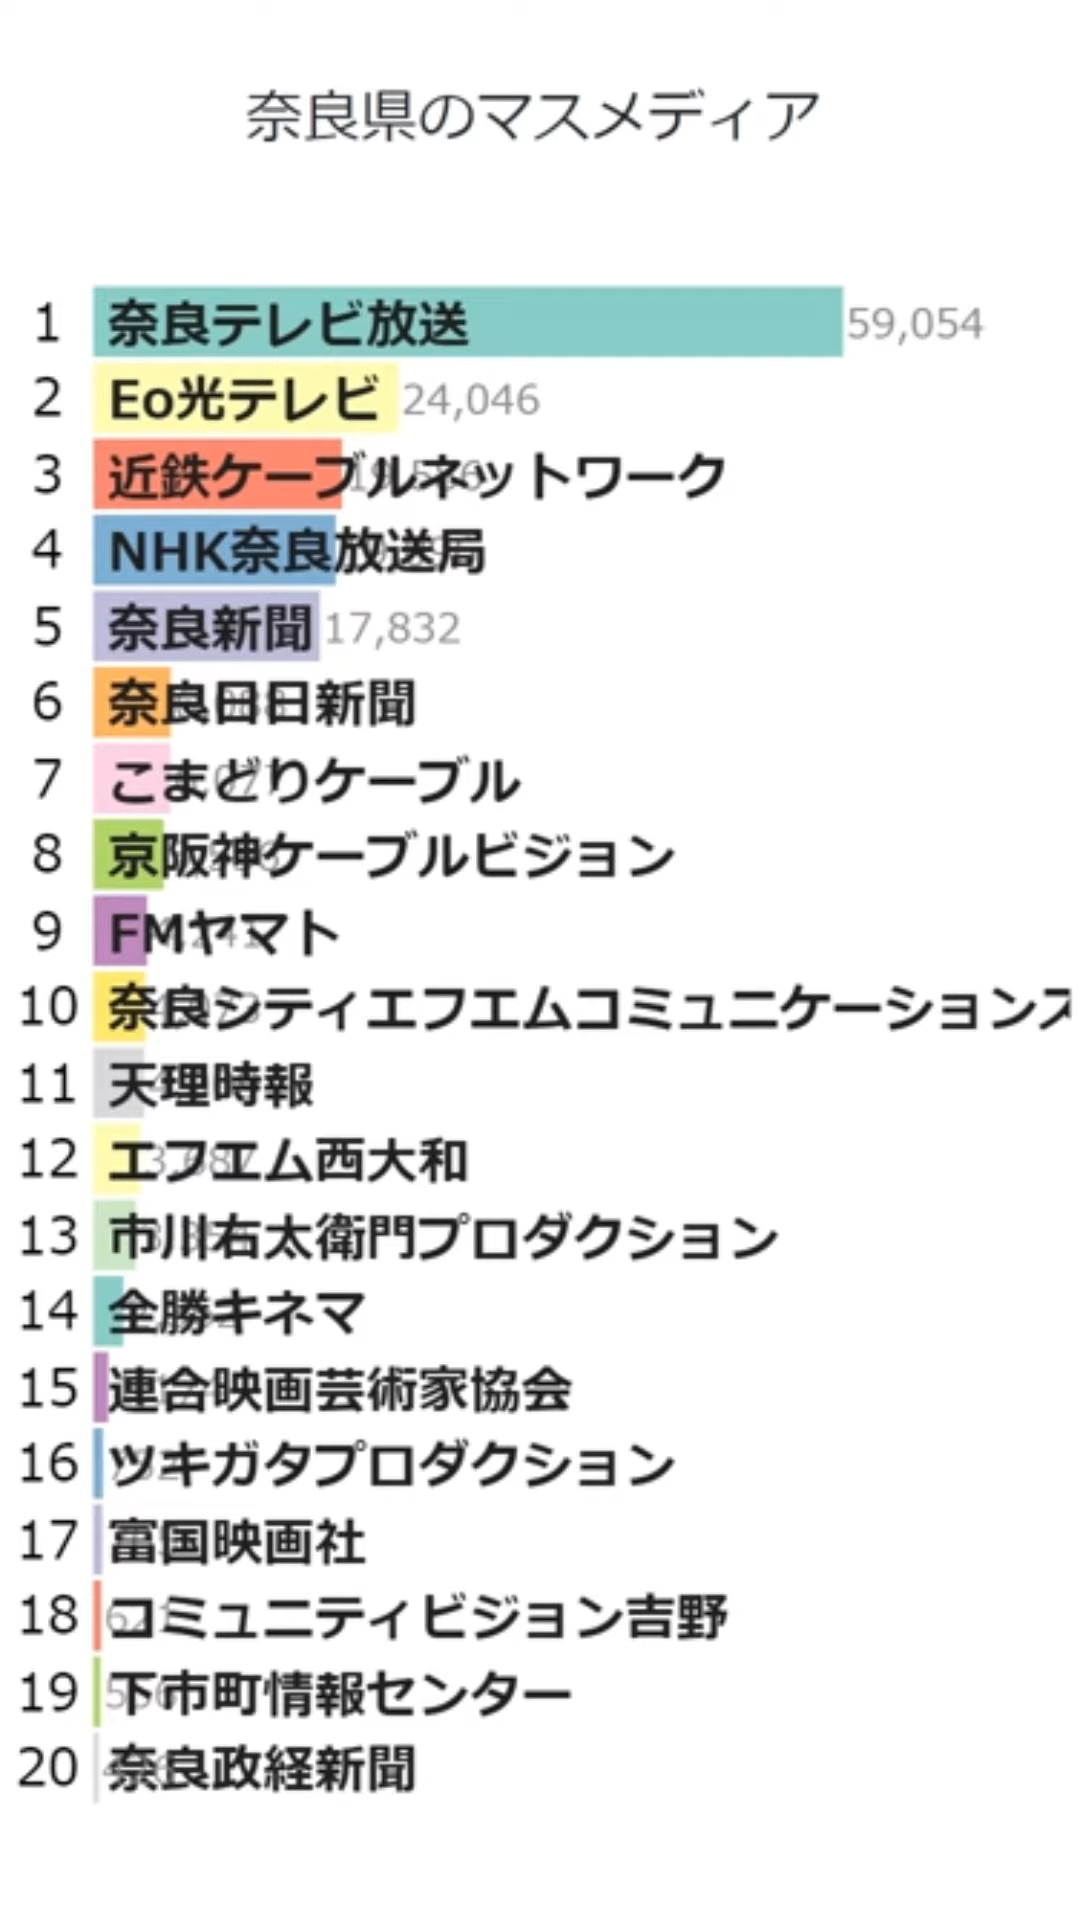 奈良県のマスメディア
1 奈良テレビ放送 59,054
2 Eo光テレビ 24,046
3 近鉄ケーブルネットワーク
4 NHK奈良放送局
5 奈良新聞 17,832
6 奈良日日新聞
7 こまどりケーブル
8 京阪神ケーブルビジョン
9 FMヤマト
10 奈良シティエフエムコミュニケーションズ
11 天理時報
12 エフエム西大和
13 市川右太衛門プロダクション
14 全勝キネマ
15 連合映画芸術家協会
16 ツキガタプロダクション
17 富国映画社
18 コミュニティビジョン吉野
19 下市町情報センター
20 奈良政経新聞